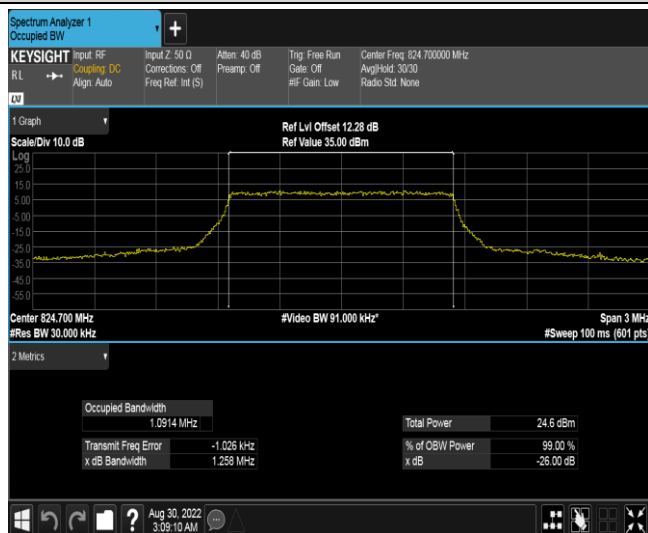 Spectrum Analyzer 1
Occupied BW
+
KEYSIGHT
RL
LXI
Input: RF
Coupling: DC
Align: Auto
Input Z: 50 Ω
Corrections: Off
Freq Ref: Int (S)
Atten: 40 dB
Preamp: Off
Trig: Free Run
Gate: Off
#IF Gain: Low
Center Freq: 824.700000 MHz
Avg|Hold: 30/30
Radio Std: None
1 Graph
Scale/Div 10.0 dB
Ref Lvl Offset 12.28 dB
Ref Value 35.00 dBm
Log
25.0
15.0
5.00
-5.00
-15.0
-25.0
-35.0
-45.0
-55.0
Center 824.700 MHz
#Res BW 30.000 kHz
#Video BW 91.000 kHz*
Span 3 MHz
#Sweep 100 ms (601 pts)
2 Metrics
Occupied Bandwidth
1.0914 MHz
Transmit Freq Error -1.026 kHz
x dB Bandwidth 1.258 MHz
Total Power 24.6 dBm
% of OBW Power 99.00 %
x dB -26.00 dB
?
Aug 30, 2022
3:09:10 AM